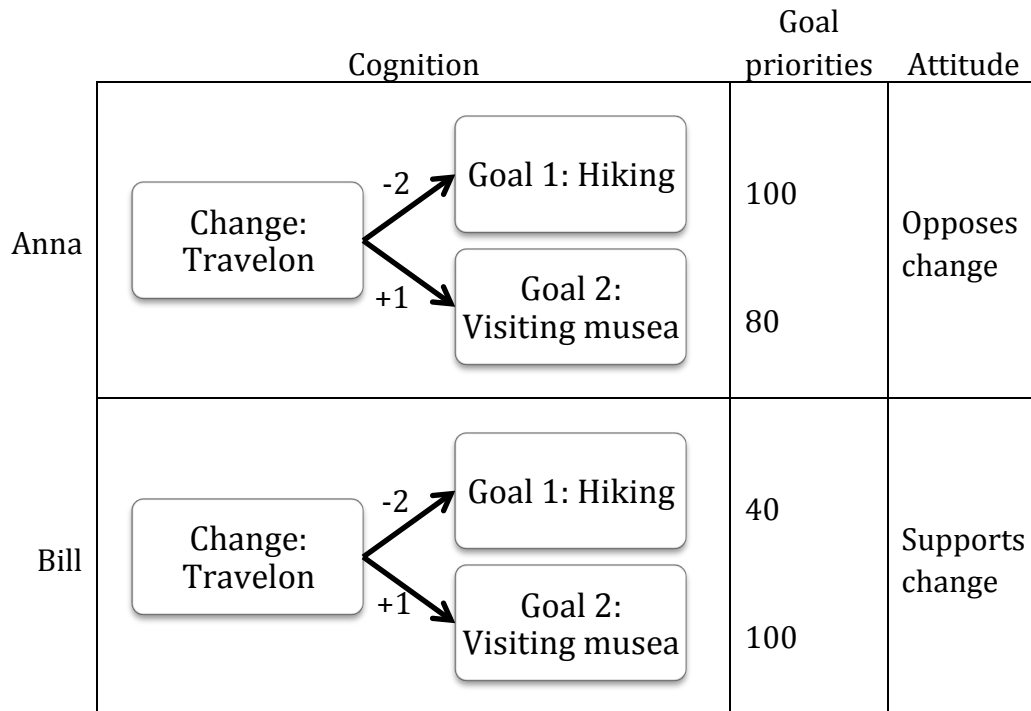 Goal
Cognition priorities Attitude
Anna
Change:
Travelon
-2
+1
Goal 1: Hiking
Goal 2:
Visiting musea
100
80
Opposes
change
Bill
Change:
Travelon
-2
+1
Goal 1: Hiking
Goal 2:
Visiting musea
40
100
Supports
change